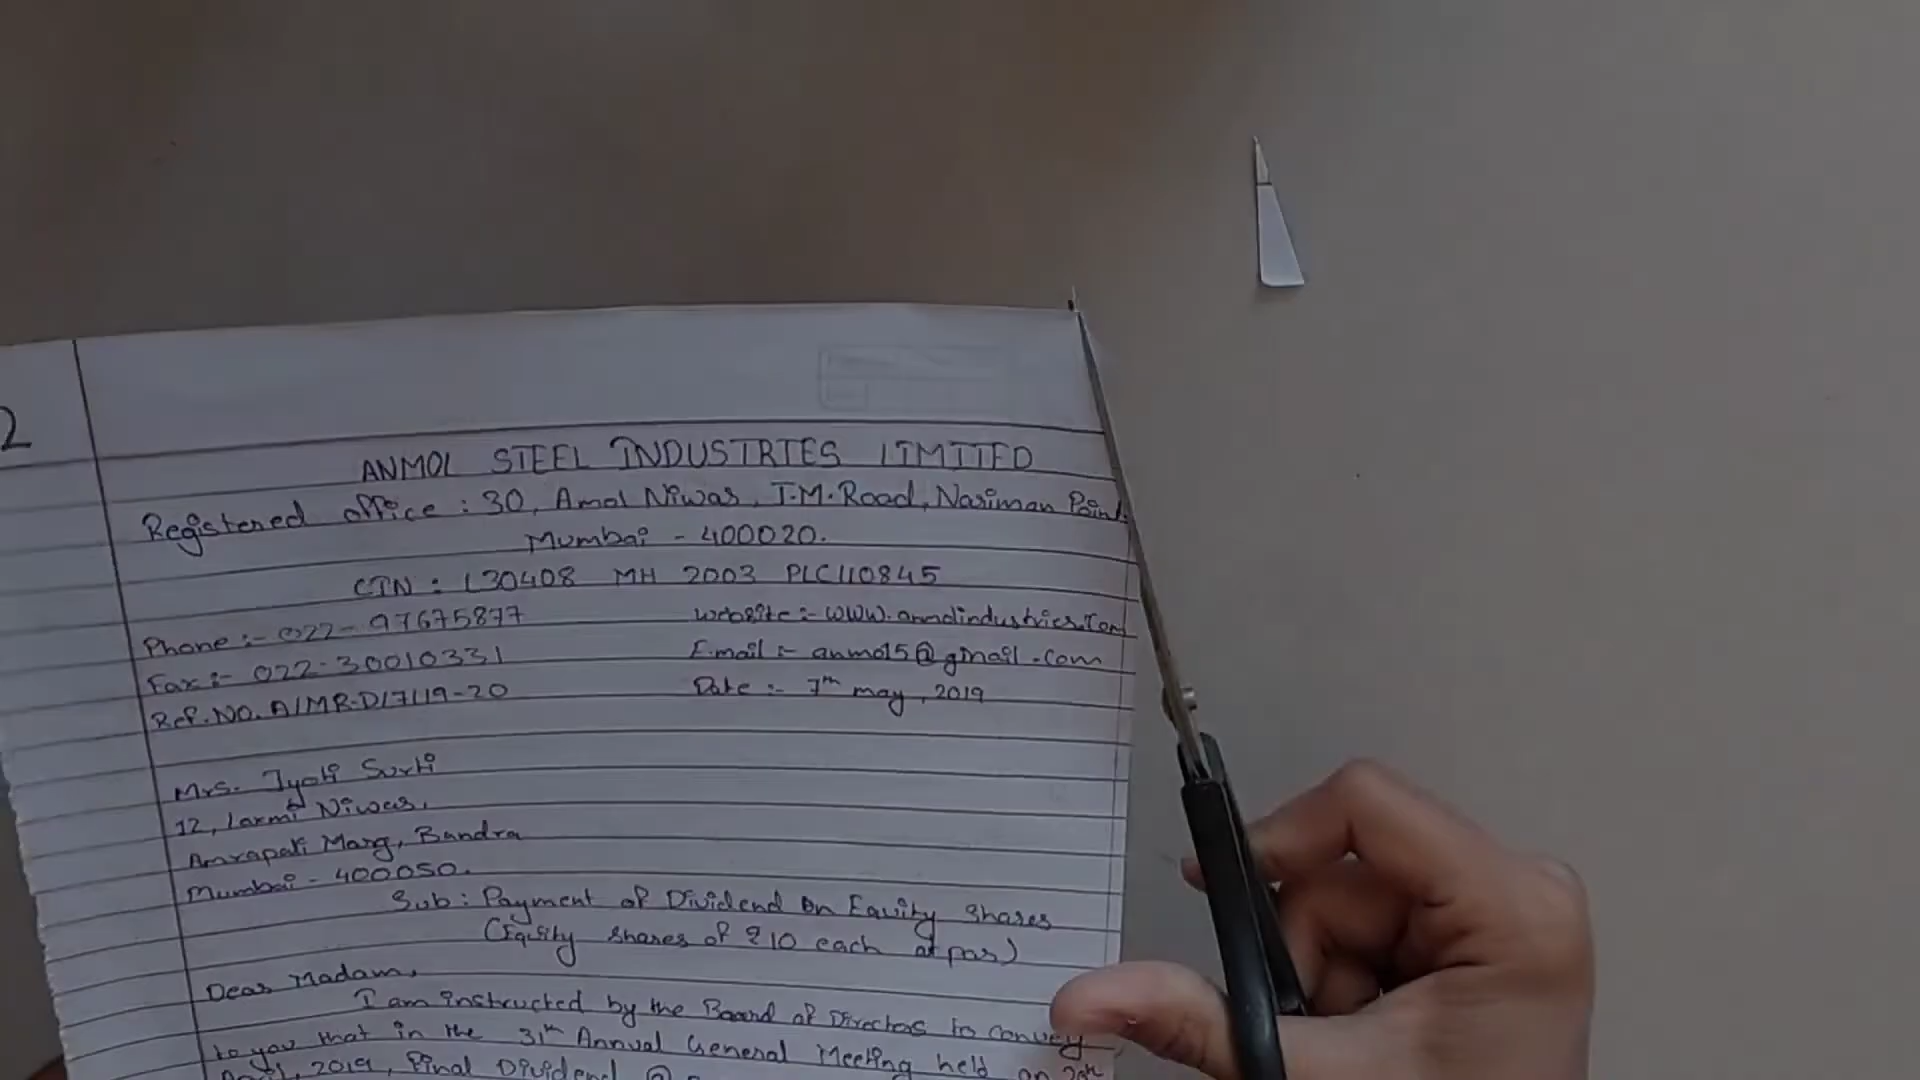 2
ANMOL STEEL INDUSTRIES LIMITED
Registered office : 30, Amol Niwas, J.M. Road, Nariman Point
Mumbai - 400020.
CIN : L30408 MH 2003 PLC110845
Phone :- 022-97675877
Website :- www.anmolindustries.com
Fax :- 022-30010331
E.mail :- anmol5@gmail.com
Ref. No. A/MR-D/7/19-20
Date :- 7th may, 2019
Mrs. Jyoti Surti
12, Laxmi Niwas,
Amrapali Marg, Bandra
Mumbai - 400050.
Sub : Payment of Dividend on Equity Shares
(Equity shares of ₹10 each at par)
Dear Madam,
I am instructed by the Board of Directors to convey
to you that in the 31th Annual General Meeting held on 20th
April, 2019, Final Dividend @